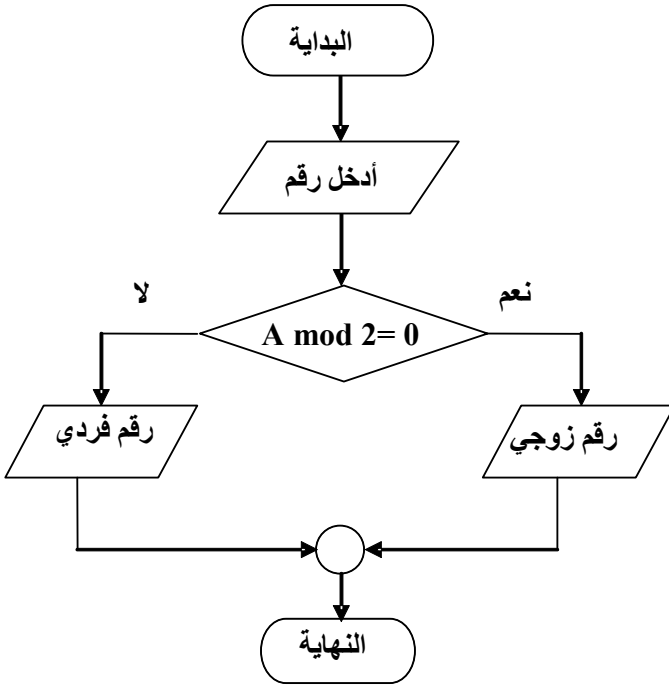 البداية
أدخل رقم
نعم
لا
A mod 2= 0
رقم زوجي
رقم فردي
النهاية